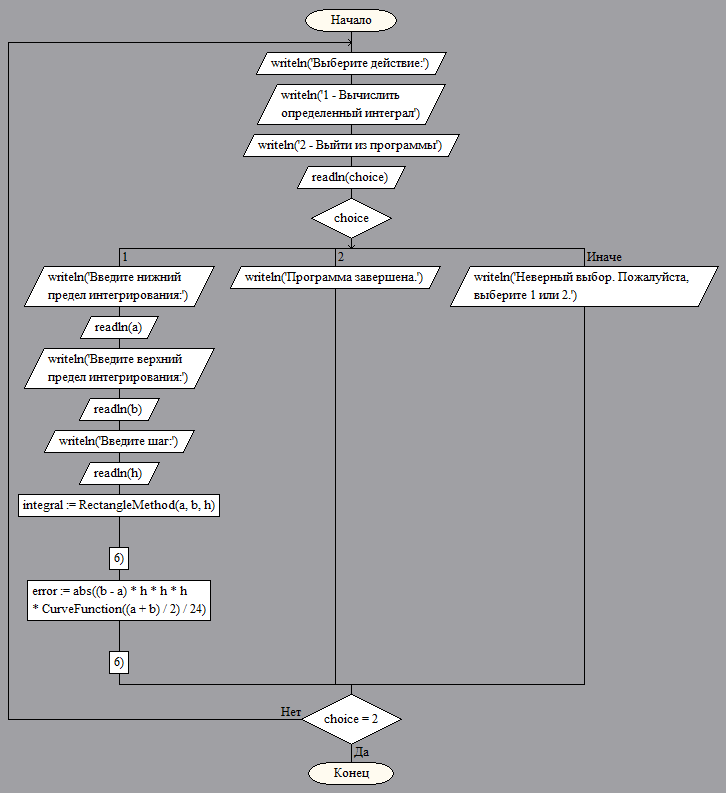 Начало
writeln('Выберите действие:')
writeln('1 - Вычислить
определенный интеграл')
writeln('2 - Выйти из программы')
readln(choice)
choice
1
2
Иначе
writeln('Введите нижний
предел интегрирования:')
writeln('Программа завершена.')
writeln('Неверный выбор. Пожалуйста,
выберите 1 или 2.')
readln(a)
writeln('Введите верхний
предел интегрирования:')
readln(b)
writeln('Введите шаг:')
readln(h)
integral := RectangleMethod(a, b, h)
6)
error := abs((b - a) * h * h * h
* CurveFunction((a + b) / 2) / 24)
6)
Нет
choice = 2
Да
Конец